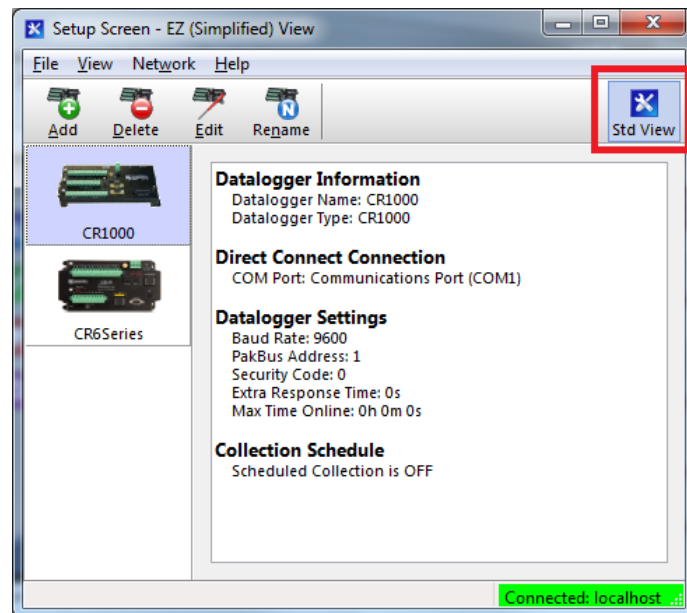 Setup Screen - EZ (Simplified) View
File View Network Help
Add Delete Edit Rename Std View
CR1000
CR6Series
Datalogger Information
Datalogger Name: CR1000
Datalogger Type: CR1000
Direct Connect Connection
COM Port: Communications Port (COM1)
Datalogger Settings
Baud Rate: 9600
PakBus Address: 1
Security Code: 0
Extra Response Time: 0s
Max Time Online: 0h 0m 0s
Collection Schedule
Scheduled Collection is OFF
Connected: localhost